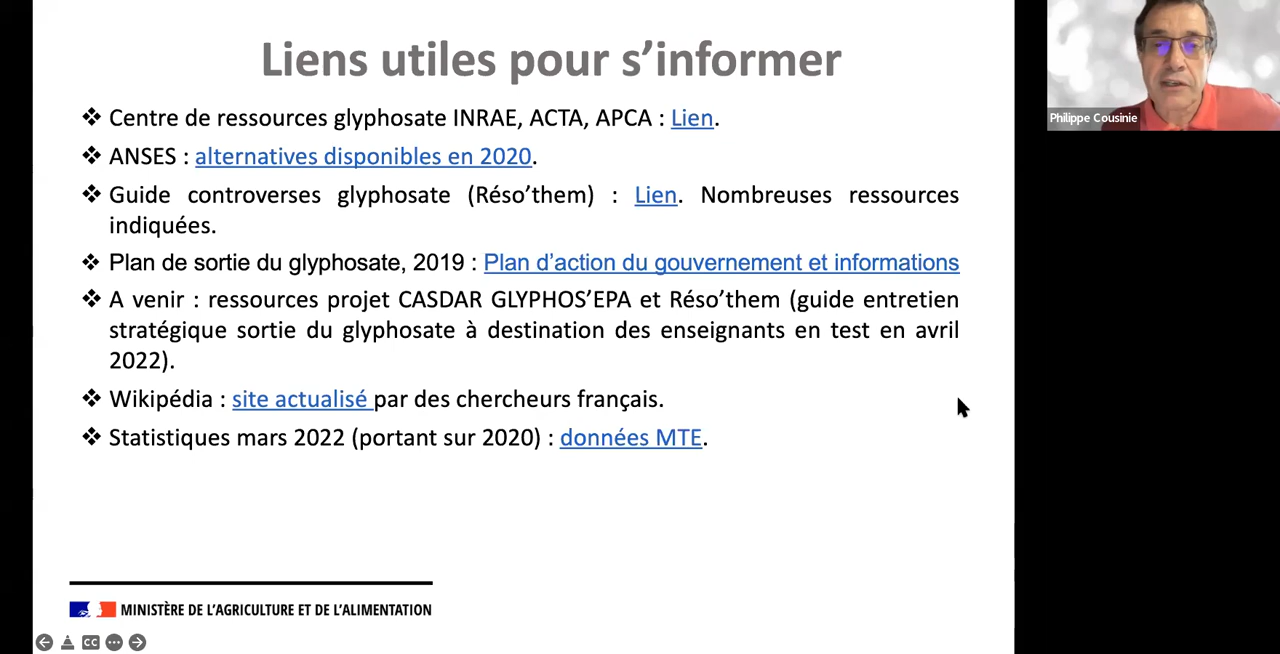 Liens utiles pour s’informer
❖ Centre de ressources glyphosate INRAE, ACTA, APCA : Lien.
❖ ANSES : alternatives disponibles en 2020.
❖ Guide controverses glyphosate (Réso’them) : Lien. Nombreuses ressources
indiquées.
❖ Plan de sortie du glyphosate, 2019 : Plan d’action du gouvernement et informations
❖ A venir : ressources projet CASDAR GLYPHOS’EPA et Réso’them (guide entretien
stratégique sortie du glyphosate à destination des enseignants en test en avril
2022).
❖ Wikipédia : site actualisé par des chercheurs français.
❖ Statistiques mars 2022 (portant sur 2020) : données MTE.
MINISTÈRE DE L’AGRICULTURE ET DE L’ALIMENTATION
CC
Philippe Cousinie